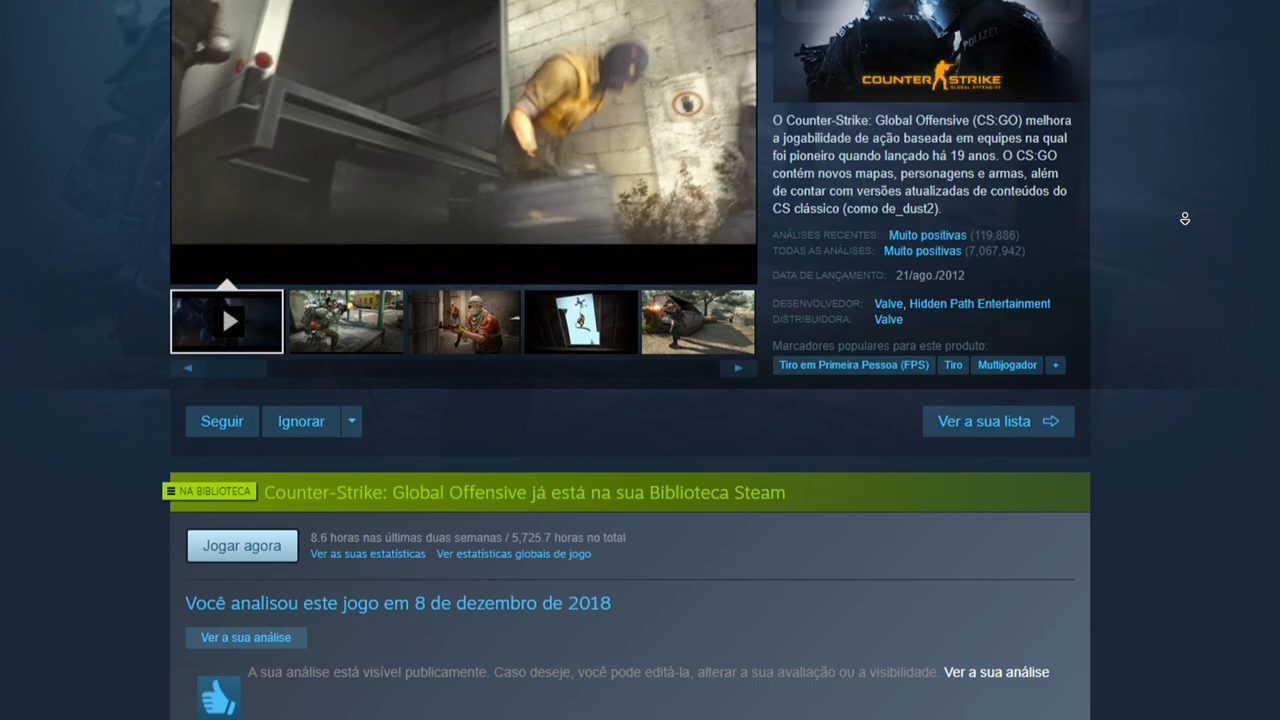 POLIZEI
COUNTER STRIKE
GLOBAL OFFENSIVE
O Counter-Strike: Global Offensive (CS:GO) melhora
a jogabilidade de ação baseada em equipes na qual
foi pioneiro quando lançado há 19 anos. O CS:GO
contém novos mapas, personagens e armas, além
de contar com versões atualizadas de conteúdos do
CS clássico (como de_dust2).
ANÁLISES RECENTES: Muito positivas (119,886)
TODAS AS ANÁLISES: Muito positivas (7,067,942)
DATA DE LANÇAMENTO: 21/ago./2012
DESENVOLVEDOR: Valve, Hidden Path Entertainment
DISTRIBUIDORA: Valve
Marcadores populares para este produto:
Tiro em Primeira Pessoa (FPS) Tiro Multijogador +
Seguir Ignorar Ver a sua lista
NA BIBLIOTECA Counter-Strike: Global Offensive já está na sua Biblioteca Steam
Jogar agora
8.6 horas nas últimas duas semanas / 5,725.7 horas no total
Ver as suas estatísticas Ver estatísticas globais de jogo
Você analisou este jogo em 8 de dezembro de 2018
Ver a sua análise
A sua análise está visível publicamente. Caso deseje, você pode editá-la, alterar a sua avaliação ou a visibilidade. Ver a sua análise